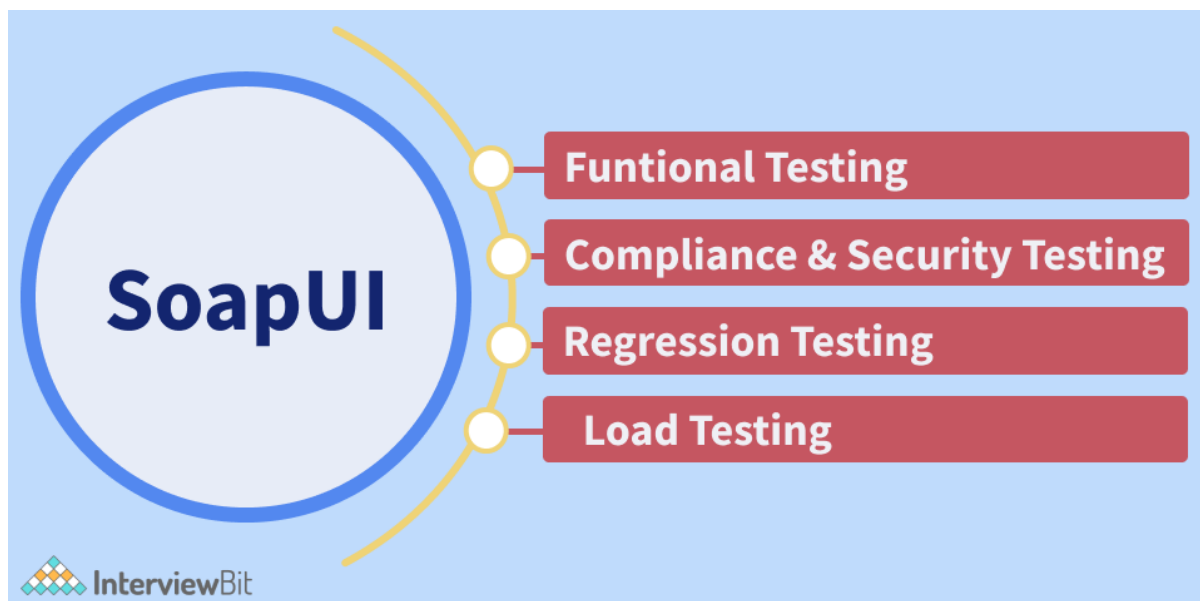 SoapUI
Funtional Testing
Compliance & Security Testing
Regression Testing
Load Testing
InterviewBit